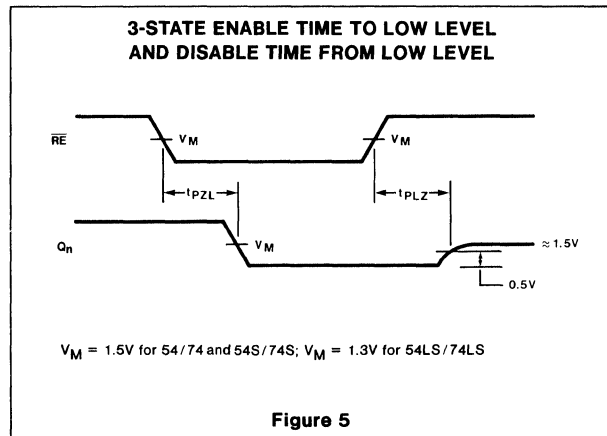 3-STATE ENABLE TIME TO LOW LEVEL
AND DISABLE TIME FROM LOW LEVEL
RE
VM
VM
tPZL
tPLZ
Qn
VM
≈ 1.5V
0.5V
VM = 1.5V for 54/74 and 54S/74S; VM = 1.3V for 54LS/74LS
Figure 5